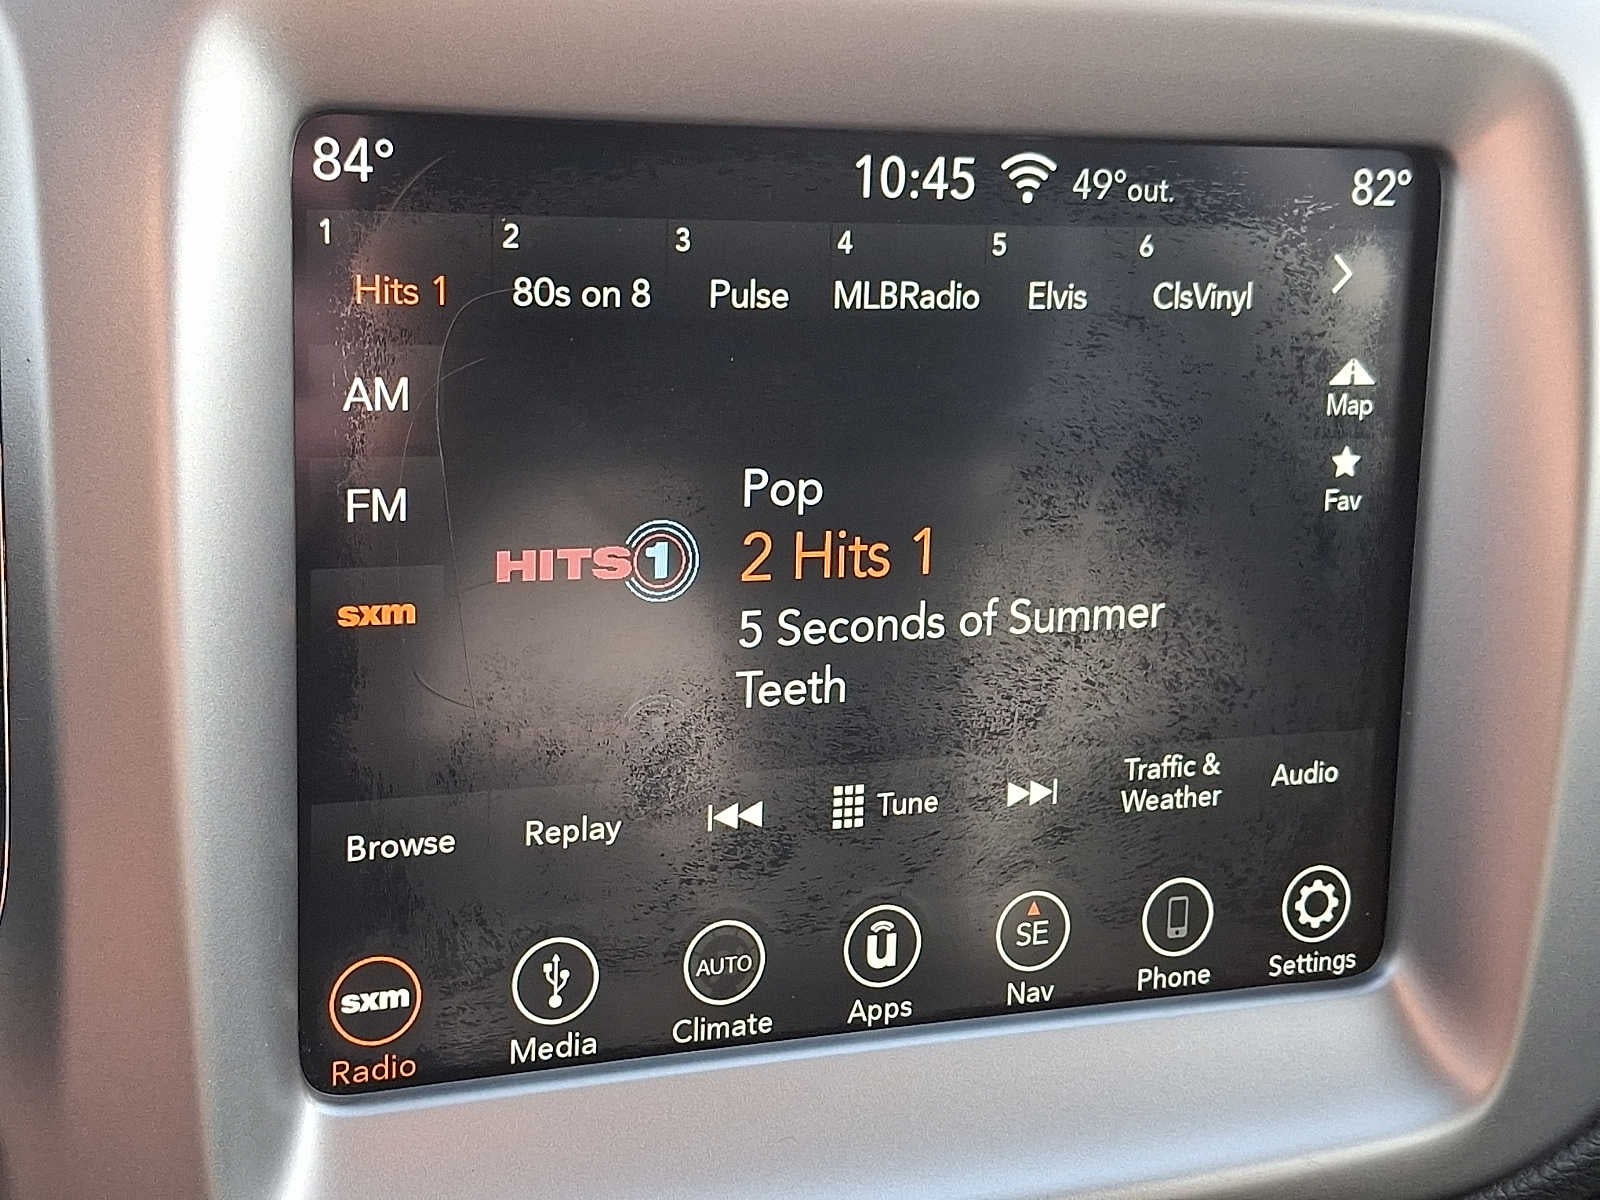 84° 10:45 49°out. 82°
1 2 3 4 5 6
Hits 1 80s on 8 Pulse MLBRadio Elvis ClsVinyl
AM
Map
FM
Fav
sxm
HITS 1
Pop
2 Hits 1
5 Seconds of Summer
Teeth
Browse Replay Tune Traffic & Weather Audio
sxm AUTO u SE
Radio Media Climate Apps Nav Phone Settings